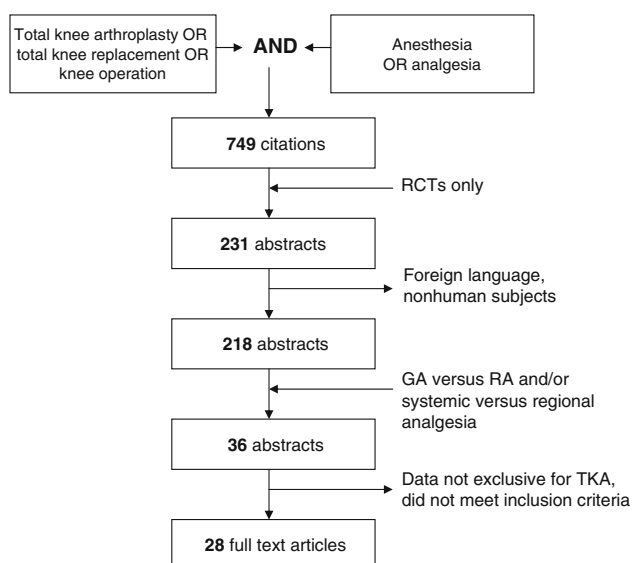 Total knee arthroplasty OR
total knee replacement OR
knee operation
AND
Anesthesia
OR analgesia
749 citations
RCTs only
231 abstracts
Foreign language,
nonhuman subjects
218 abstracts
GA versus RA and/or
systemic versus regional
analgesia
36 abstracts
Data not exclusive for TKA,
did not meet inclusion criteria
28 full text articles